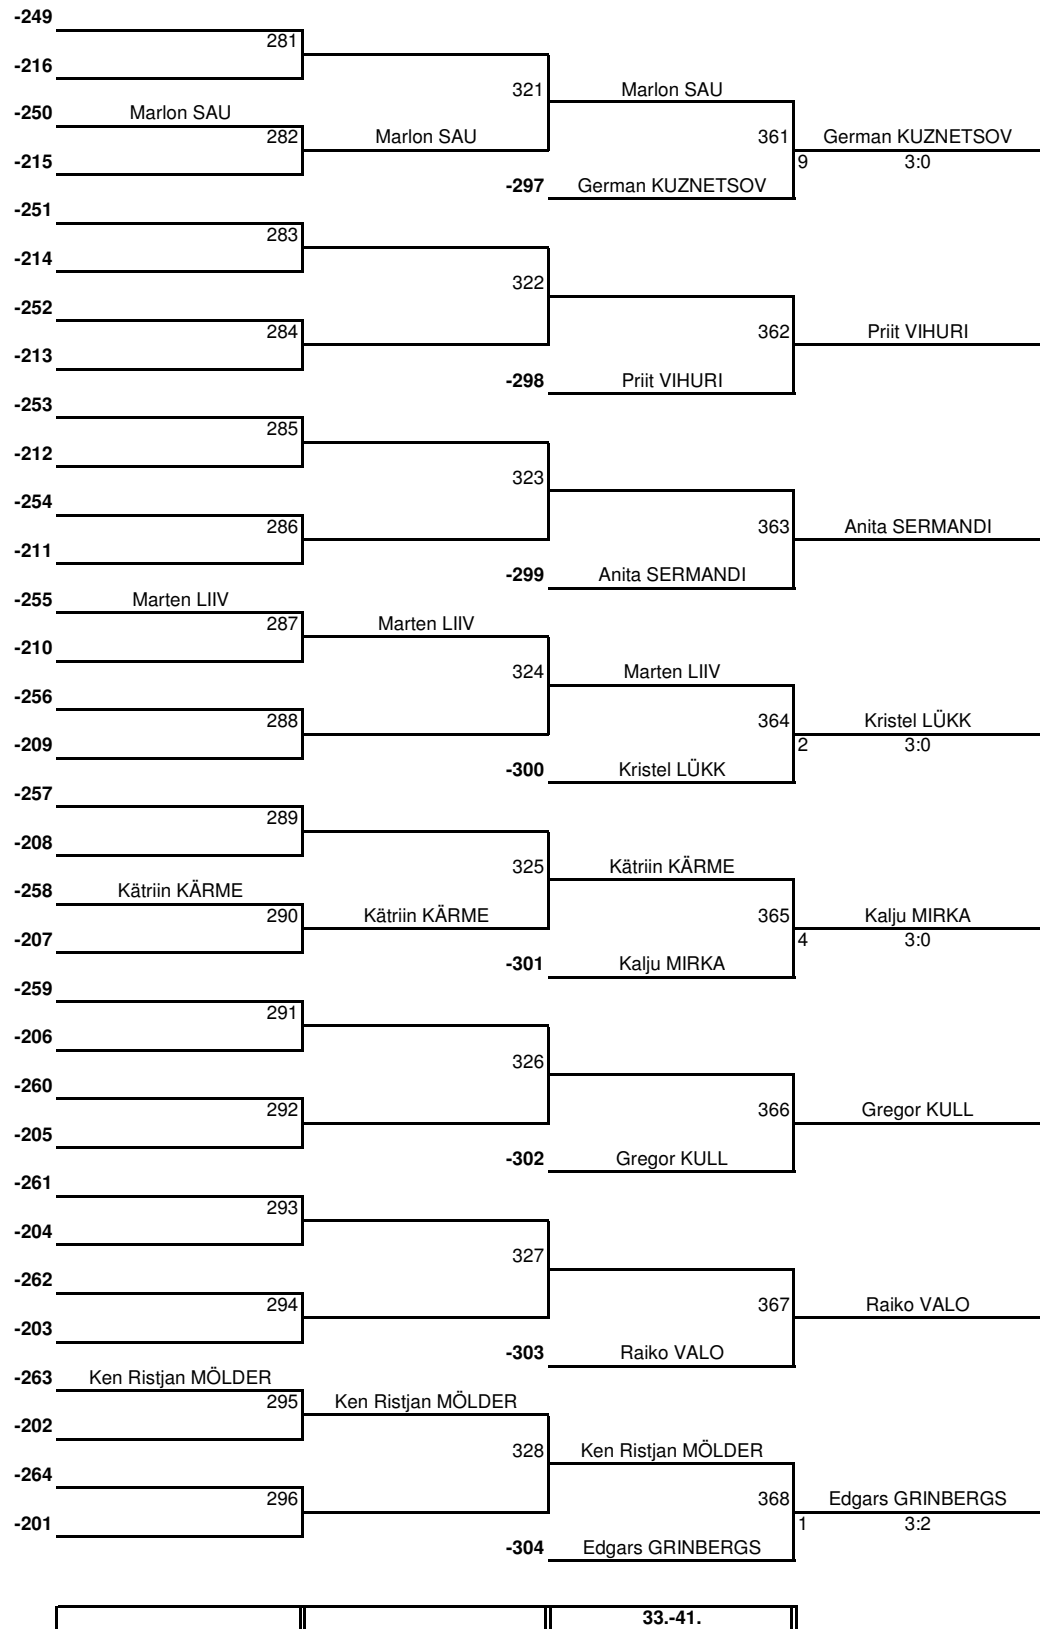 -249
281
-216
321 Marlon SAU
-250 Marlon SAU
282 Marlon SAU 361 German KUZNETSOV
-215 9 3:0
-297 German KUZNETSOV
-251
283
-214
322
-252
284 362 Priit VIHURI
-213
-298 Priit VIHURI
-253
285
-212
323
-254
286 363 Anita SERMANDI
-211
-299 Anita SERMANDI
-255 Marten LIIV
287 Marten LIIV
-210
324 Marten LIIV
-256
288 364 Kristel LÜKK
-209 2 3:0
-300 Kristel LÜKK
-257
289
-208
325 Kätriin KÄRME
-258 Kätriin KÄRME
290 Kätriin KÄRME 365 Kalju MIRKA
-207 4 3:0
-301 Kalju MIRKA
-259
291
-206
326
-260
292 366 Gregor KULL
-205
-302 Gregor KULL
-261
293
-204
327
-262
294 367 Raiko VALO
-203
-303 Raiko VALO
-263 Ken Ristjan MÖLDER
295 Ken Ristjan MÖLDER
-202
328 Ken Ristjan MÖLDER
-264
296 368 Edgars GRINBERGS
-201 1 3:2
-304 Edgars GRINBERGS
33.-41.